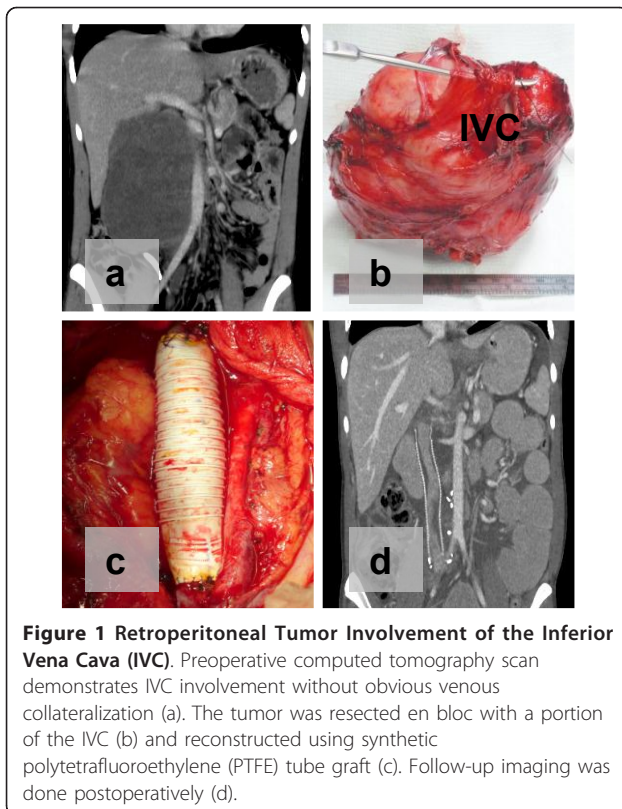 IVC
a
b
c
d
Figure 1 Retroperitoneal Tumor Involvement of the Inferior
Vena Cava (IVC). Preoperative computed tomography scan
demonstrates IVC involvement without obvious venous
collateralization (a). The tumor was resected en bloc with a portion
of the IVC (b) and reconstructed using synthetic
polytetrafluoroethylene (PTFE) tube graft (c). Follow-up imaging was
done postoperatively (d).